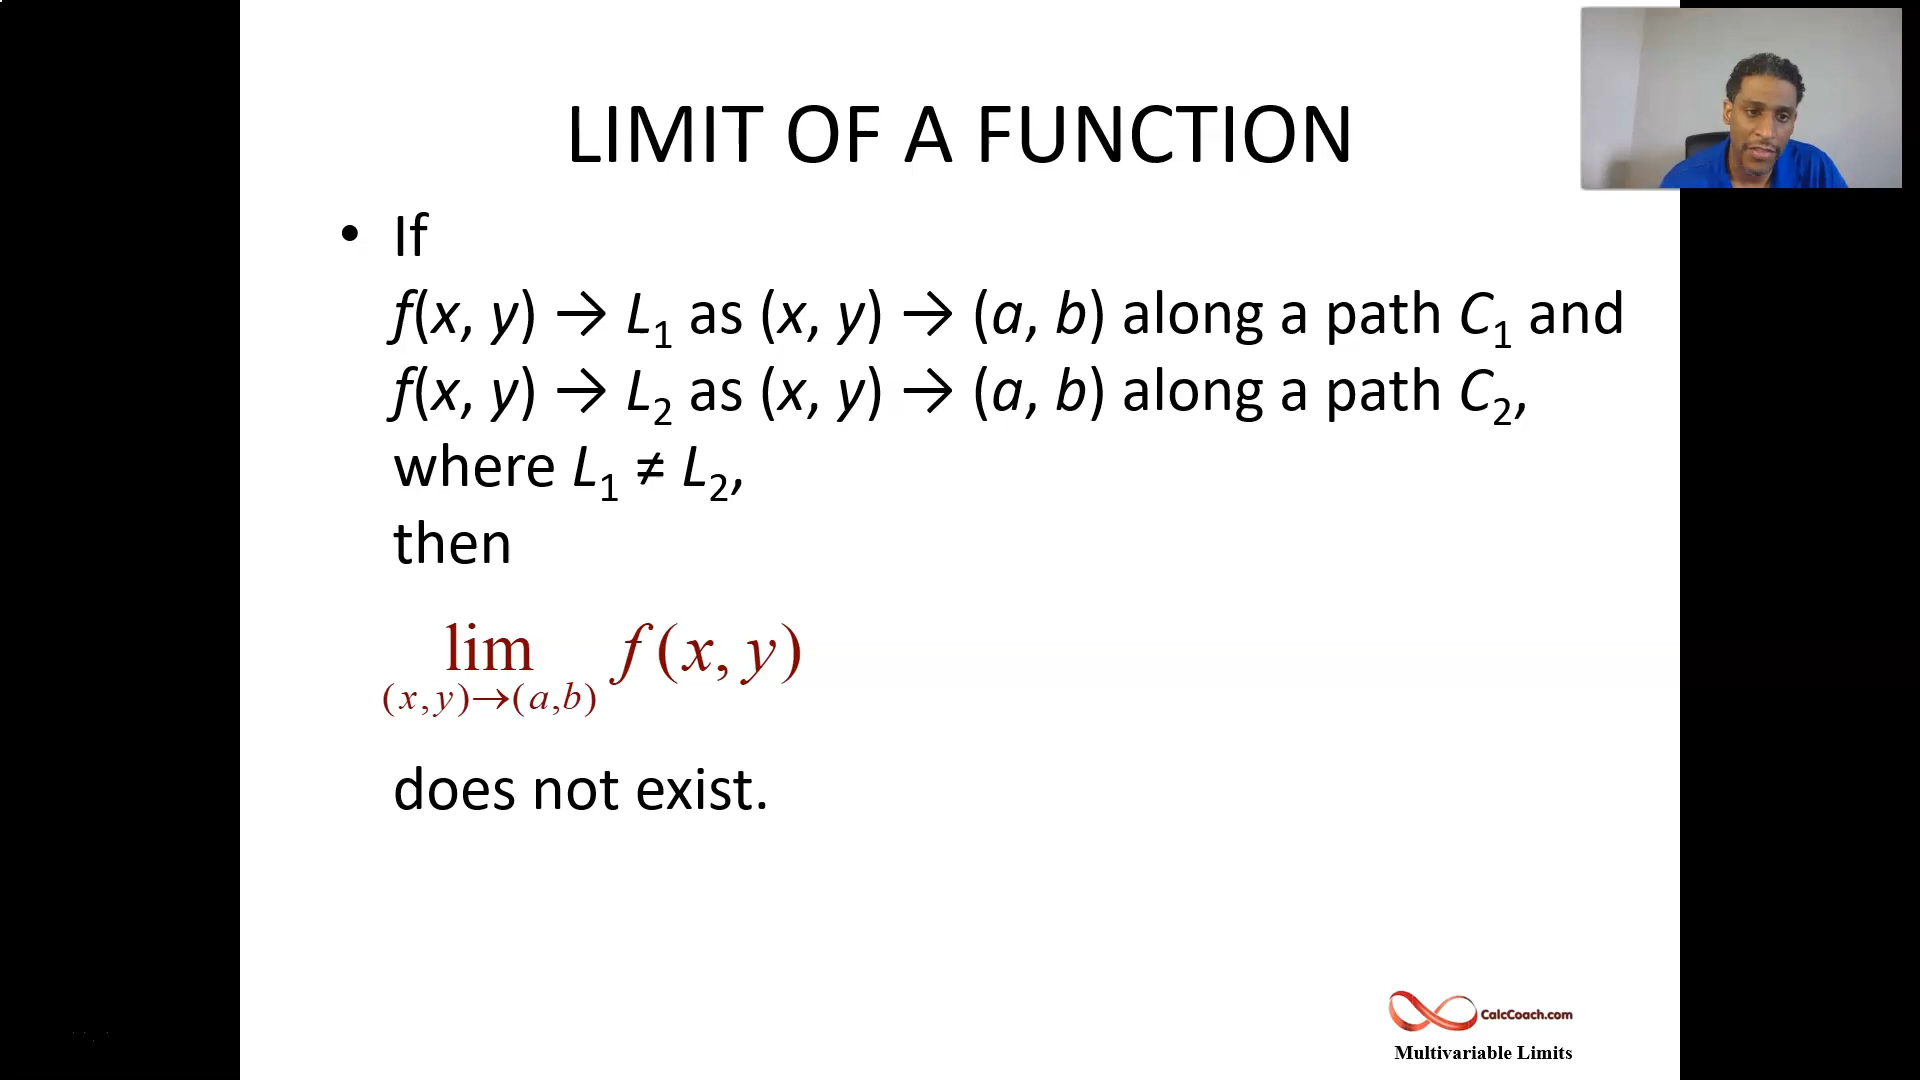 LIMIT OF A FUNCTION
• If
f(x, y) → L₁ as (x, y) → (a, b) along a path C₁ and
f(x, y) → L₂ as (x, y) → (a, b) along a path C₂,
where L₁ ≠ L₂,
then
lim f(x, y)
(x,y)→(a,b)
does not exist.
CalcCoach.com
Multivariable Limits